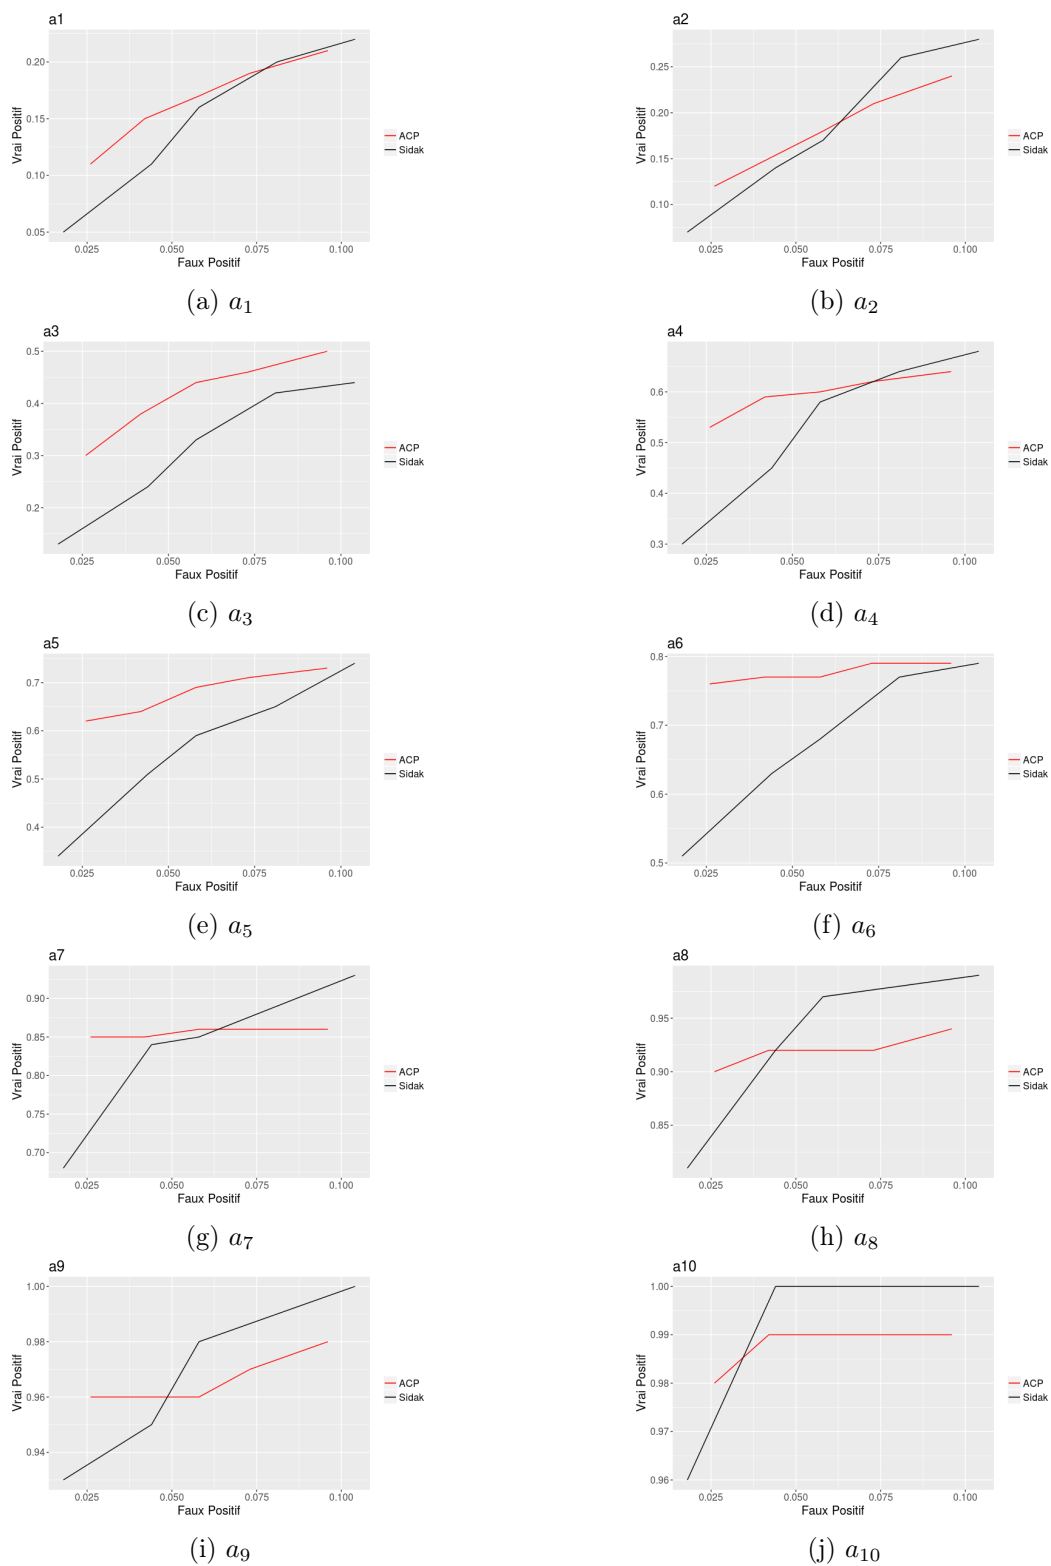 a1
Vrai Positif
0.20
0.15
0.10
0.05
0.025 0.050 0.075 0.100
Faux Positif
ACP
Sidak
(a) a1
a2
Vrai Positif
0.25
0.20
0.15
0.10
0.025 0.050 0.075 0.100
Faux Positif
ACP
Sidak
(b) a2
a3
Vrai Positif
0.5
0.4
0.3
0.2
0.025 0.050 0.075 0.100
Faux Positif
ACP
Sidak
(c) a3
a4
Vrai Positif
0.6
0.5
0.4
0.3
0.025 0.050 0.075 0.100
Faux Positif
ACP
Sidak
(d) a4
a5
Vrai Positif
0.7
0.6
0.5
0.4
0.025 0.050 0.075 0.100
Faux Positif
ACP
Sidak
(e) a5
a6
Vrai Positif
0.8
0.7
0.6
0.5
0.025 0.050 0.075 0.100
Faux Positif
ACP
Sidak
(f) a6
a7
Vrai Positif
0.90
0.85
0.80
0.75
0.70
0.025 0.050 0.075 0.100
Faux Positif
ACP
Sidak
(g) a7
a8
Vrai Positif
0.95
0.90
0.85
0.025 0.050 0.075 0.100
Faux Positif
ACP
Sidak
(h) a8
a9
Vrai Positif
1.00
0.98
0.96
0.94
0.025 0.050 0.075 0.100
Faux Positif
ACP
Sidak
(i) a9
a10
Vrai Positif
1.00
0.99
0.98
0.97
0.96
0.025 0.050 0.075 0.100
Faux Positif
ACP
Sidak
(j) a10